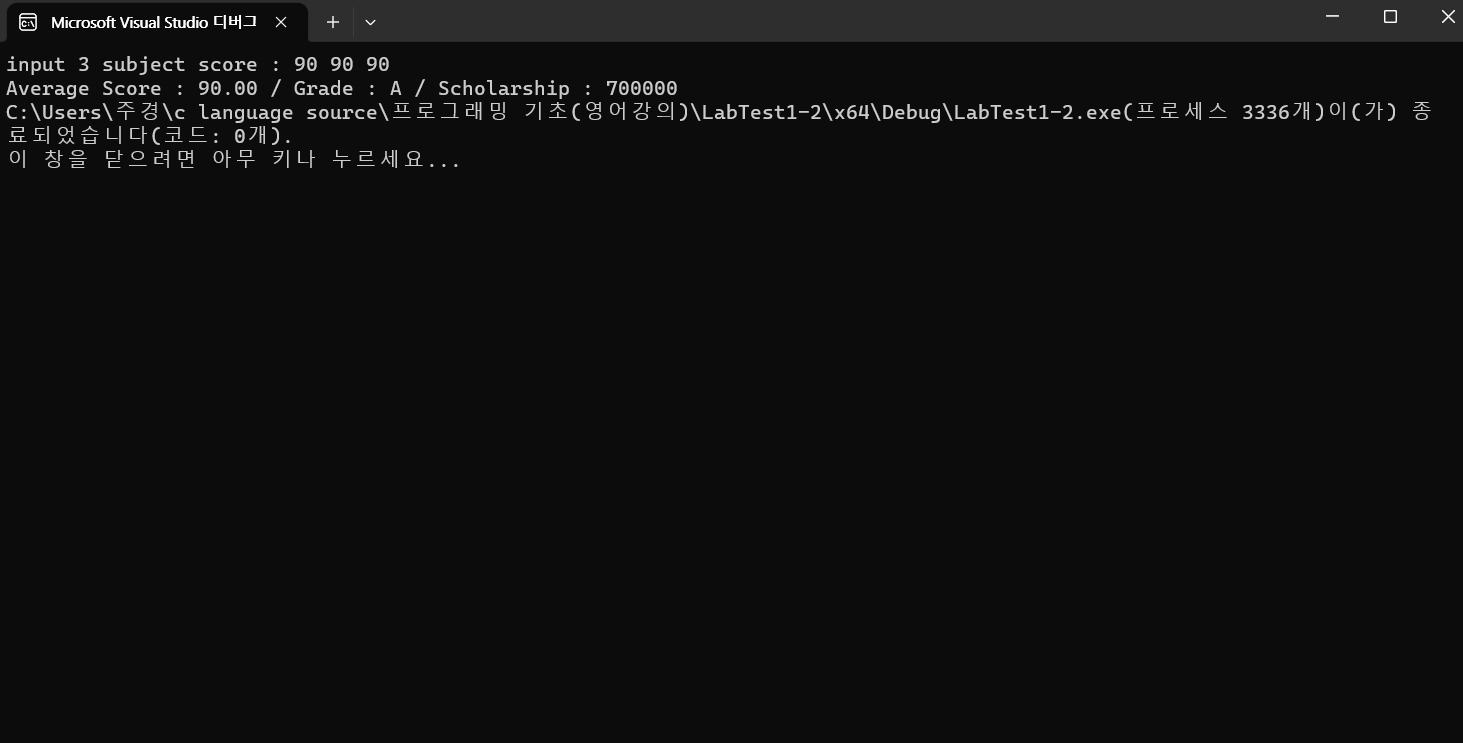 Microsoft Visual Studio 디버그
input 3 subject score : 90 90 90
Average Score : 90.00 / Grade : A / Scholarship : 700000
C:\Users\주경\c language source\프로그래밍 기초(영어강의)\LabTest1-2\x64\Debug\LabTest1-2.exe(프로세스 3336개)이(가) 종
료되었습니다(코드: 0개).
이 창을 닫으려면 아무 키나 누르세요...